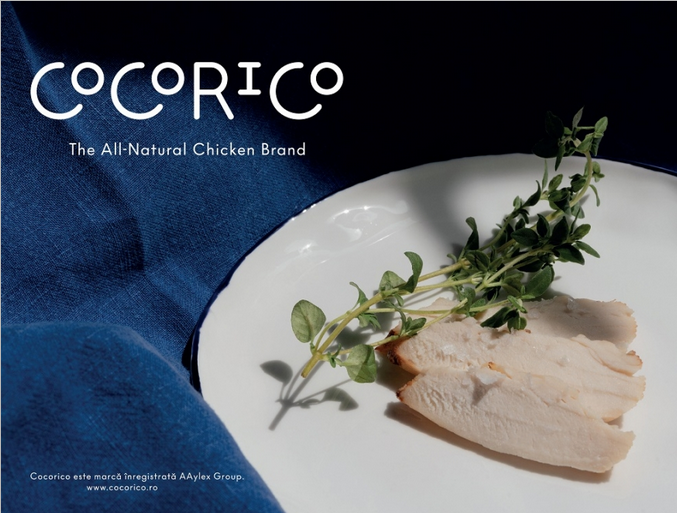 COCORICO
The All-Natural Chicken Brand
Cocorico este marcă înregistrată AAylex Group.
www.cocorico.ro